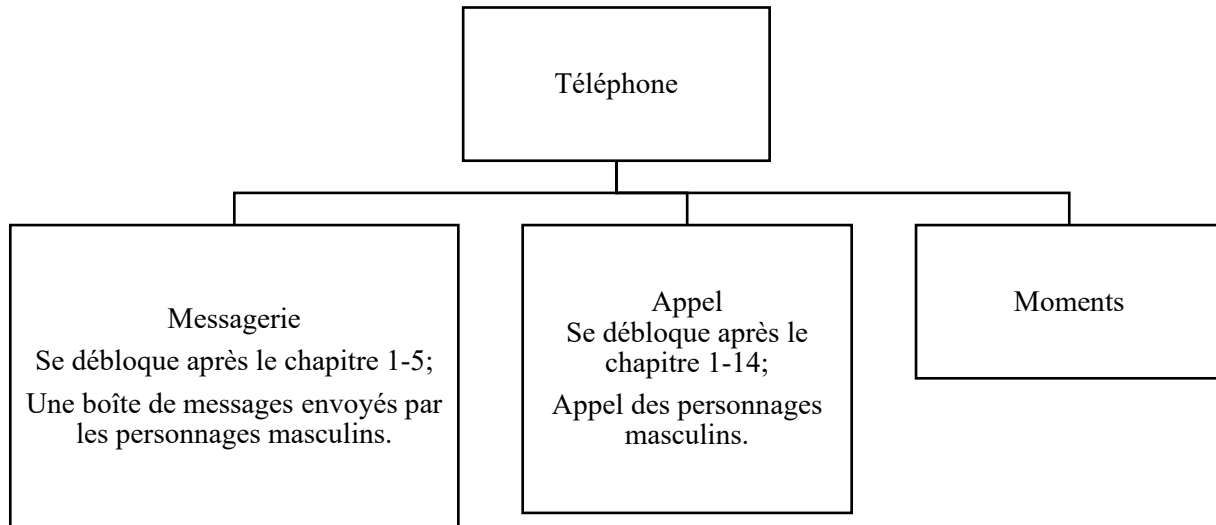 Téléphone
Messagerie
Se débloque après le chapitre 1-5;
Une boîte de messages envoyés par
les personnages masculins.
Appel
Se débloque après le
chapitre 1-14;
Appel des personnages
masculins.
Moments